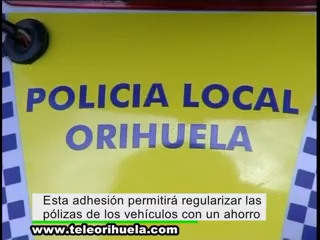 POLICIA LOCAL
ORIHUELA
Esta adhesión permitirá regularizar las
pólizas de los vehículos con un ahorro
www.teleorihuela.com